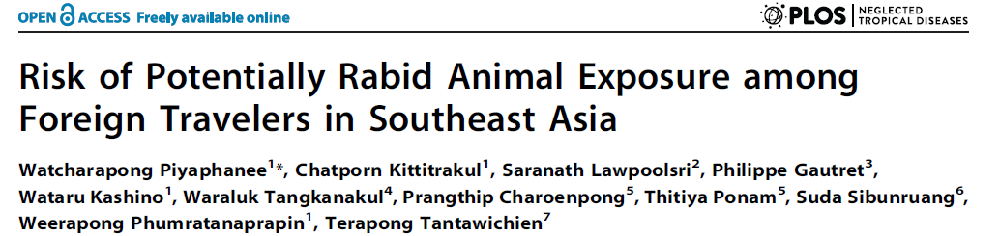 OPEN ACCESS Freely available online
PLOS | NEGLECTED TROPICAL DISEASES
Risk of Potentially Rabid Animal Exposure among
Foreign Travelers in Southeast Asia
Watcharapong Piyaphanee¹*, Chatporn Kittitrakul¹, Saranath Lawpoolsri², Philippe Gautret³,
Wataru Kashino¹, Waraluk Tangkanakul⁴, Prangthip Charoenpong⁵, Thitiya Ponam⁵, Suda Sibunruang⁶,
Weerapong Phumratanaprapin¹, Terapong Tantawichien⁷